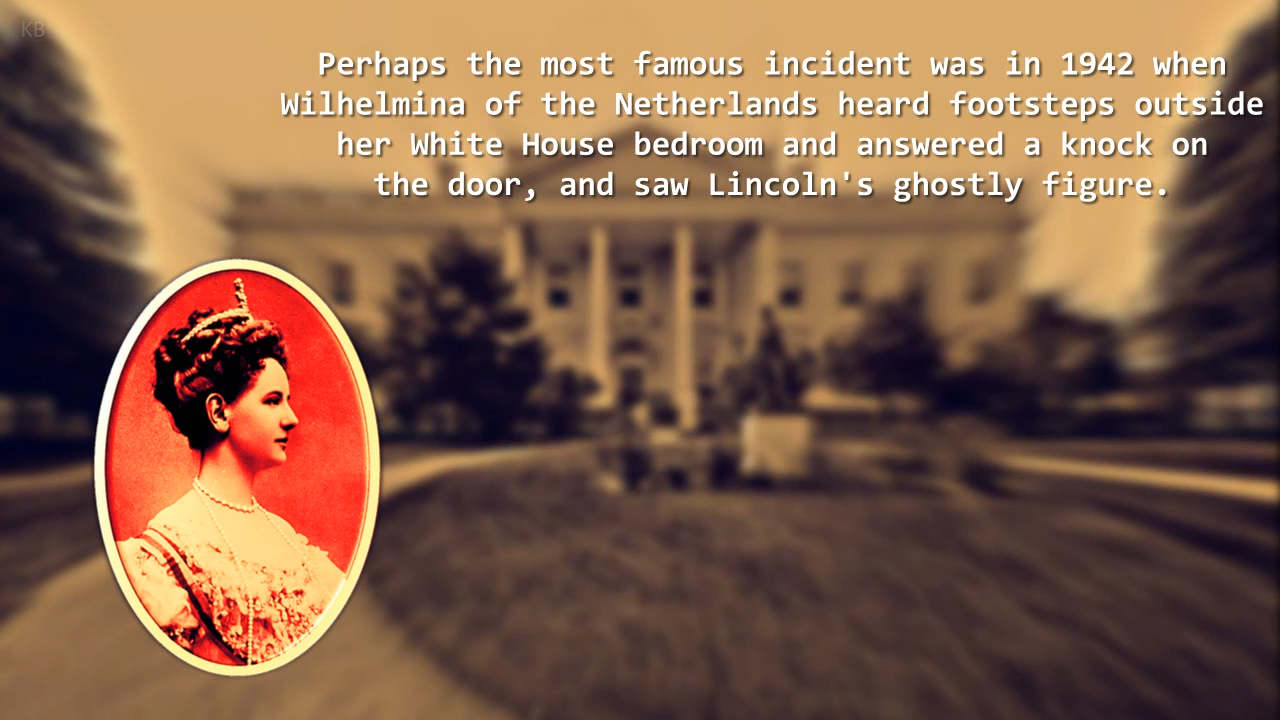 KB
Perhaps the most famous incident was in 1942 when
Wilhelmina of the Netherlands heard footsteps outside
her White House bedroom and answered a knock on
the door, and saw Lincoln's ghostly figure.